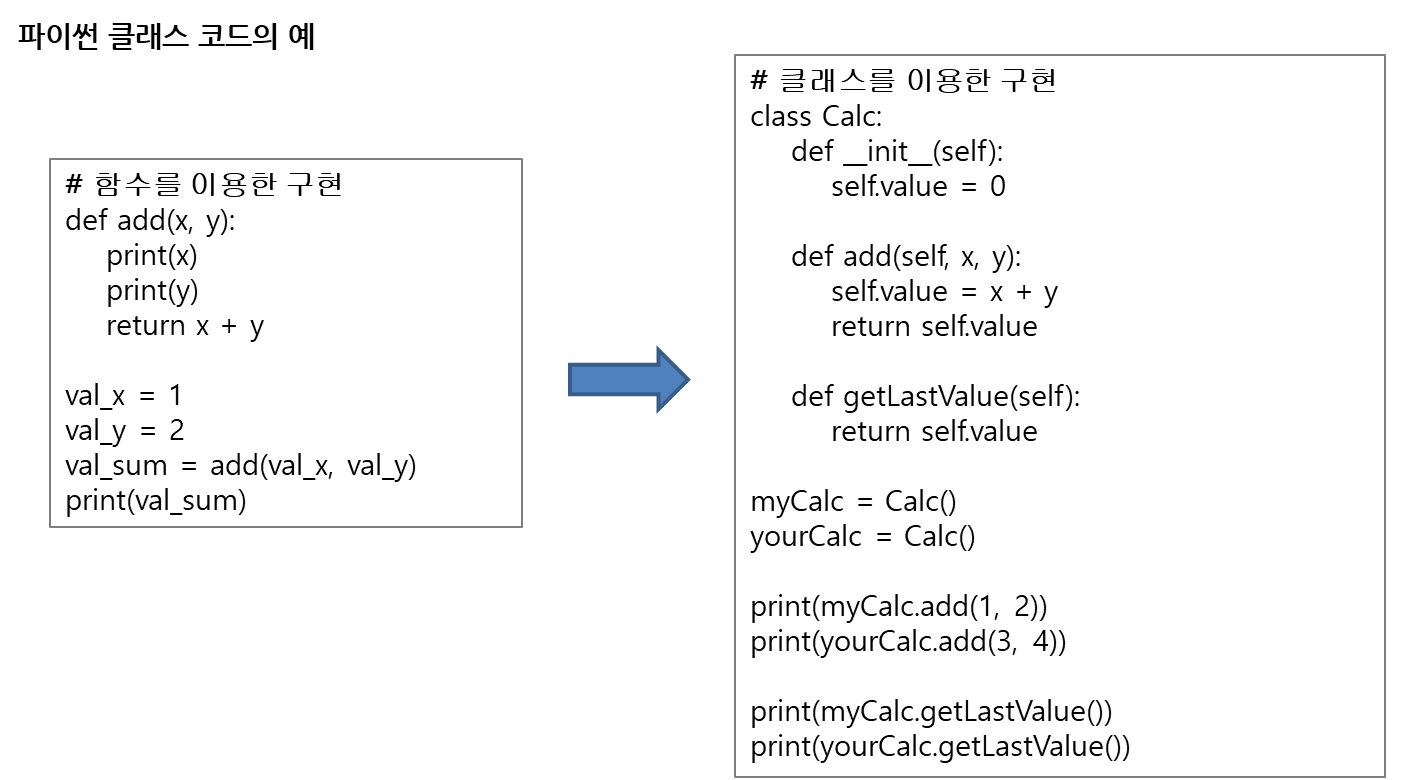 파이썬 클래스 코드의 예
# 함수를 이용한 구현
def add(x, y):
print(x)
print(y)
return x + y
val_x = 1
val_y = 2
val_sum = add(val_x, val_y)
print(val_sum)
# 클래스를 이용한 구현
class Calc:
def __init__(self):
self.value = 0
def add(self, x, y):
self.value = x + y
return self.value
def getLastValue(self):
return self.value
myCalc = Calc()
yourCalc = Calc()
print(myCalc.add(1, 2))
print(yourCalc.add(3, 4))
print(myCalc.getLastValue())
print(yourCalc.getLastValue())